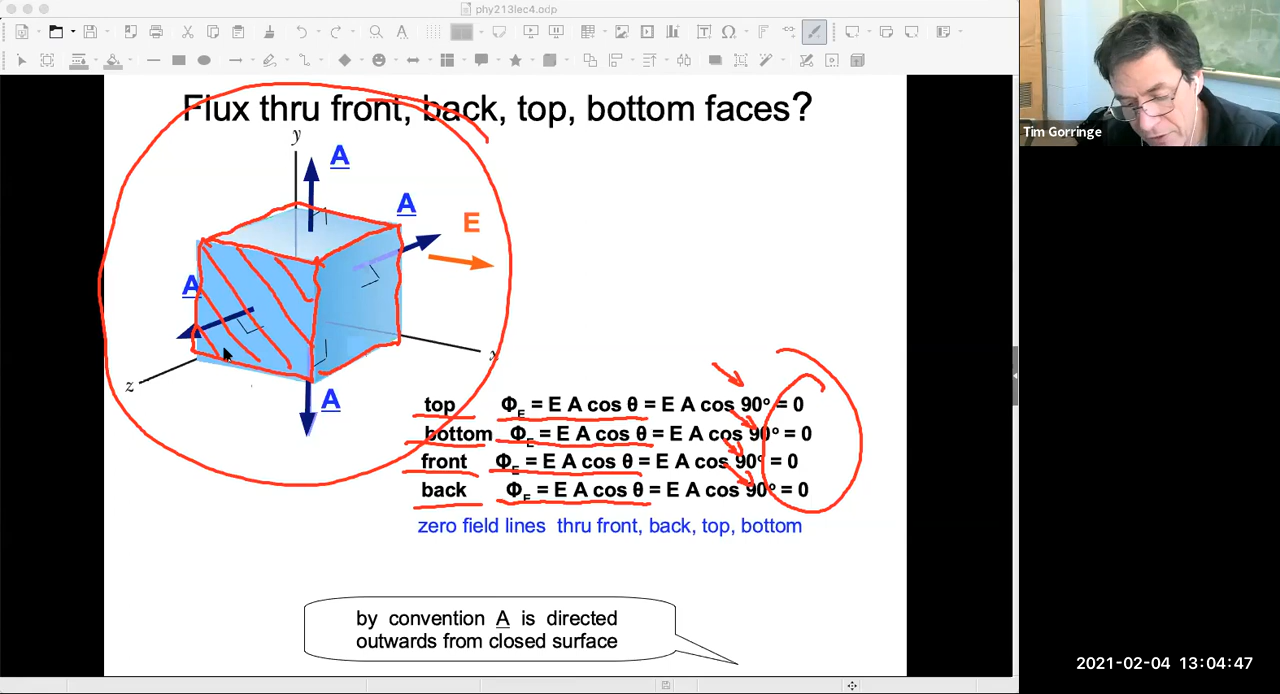 phy213lec4.odp
Flux thru front, back, top, bottom faces?
y
A
A
E
A
x
z
A
top Φ_E = E A cos θ = E A cos 90° = 0
bottom Φ_E = E A cos θ = E A cos 90° = 0
front Φ_E = E A cos θ = E A cos 90° = 0
back Φ_E = E A cos θ = E A cos 90° = 0
zero field lines thru front, back, top, bottom
by convention A is directed
outwards from closed surface
Tim Gorringe
2021-02-04 13:04:47